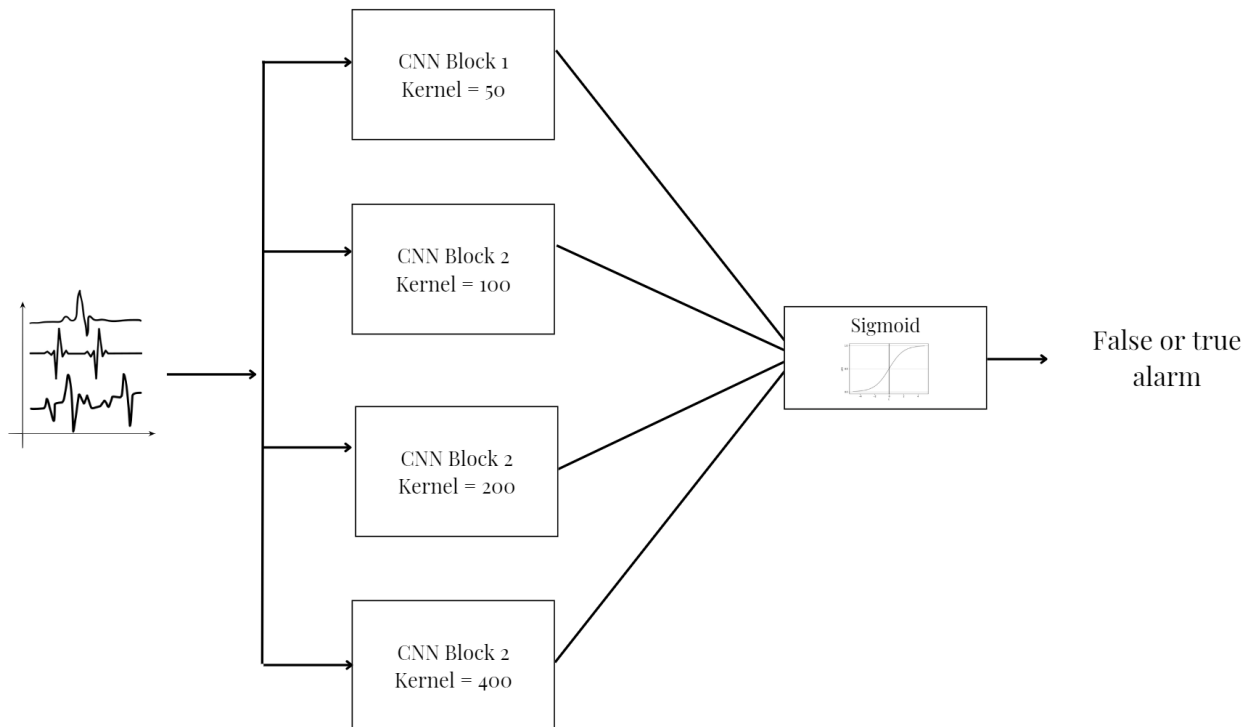 CNN Block 1
Kernel = 50
CNN Block 2
Kernel = 100
CNN Block 2
Kernel = 200
CNN Block 2
Kernel = 400
Sigmoid
False or true
alarm